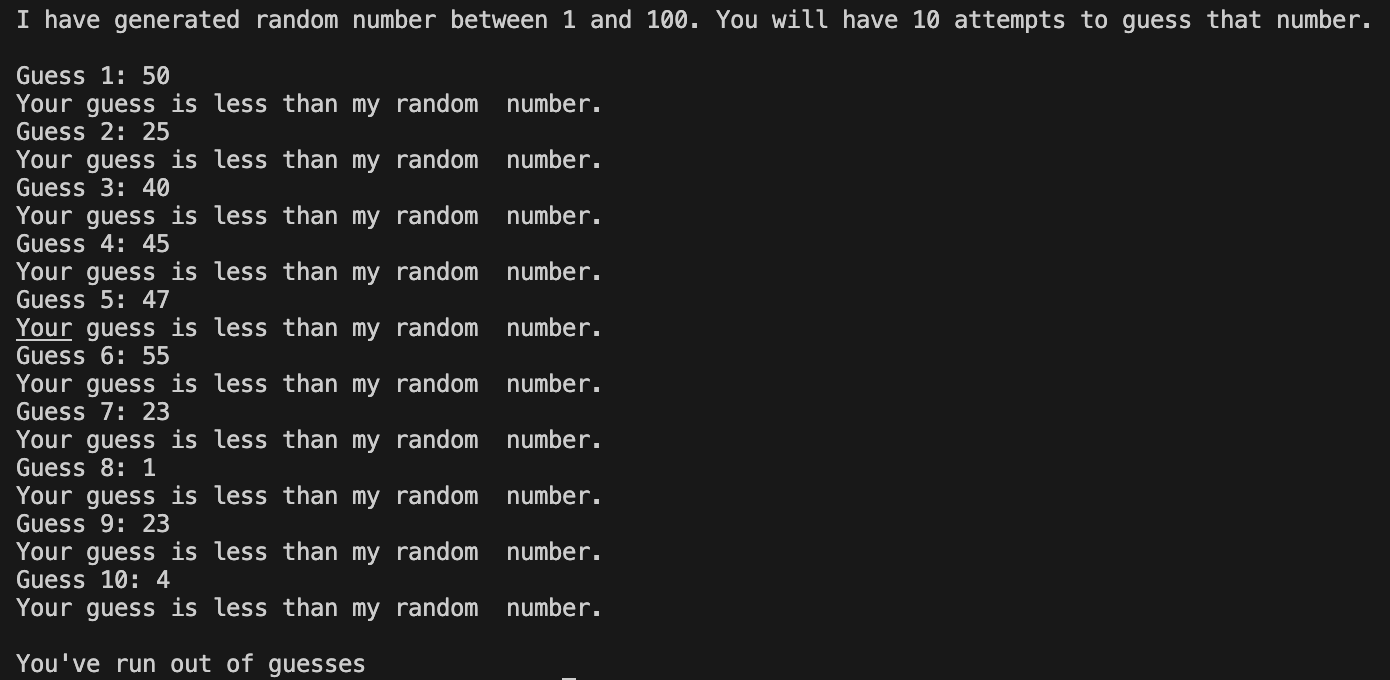 I have generated random number between 1 and 100. You will have 10 attempts to guess that number.
Guess 1: 50
Your guess is less than my random  number.
Guess 2: 25
Your guess is less than my random  number.
Guess 3: 40
Your guess is less than my random  number.
Guess 4: 45
Your guess is less than my random  number.
Guess 5: 47
Your guess is less than my random  number.
Guess 6: 55
Your guess is less than my random  number.
Guess 7: 23
Your guess is less than my random  number.
Guess 8: 1
Your guess is less than my random  number.
Guess 9: 23
Your guess is less than my random  number.
Guess 10: 4
Your guess is less than my random  number.
You've run out of guesses